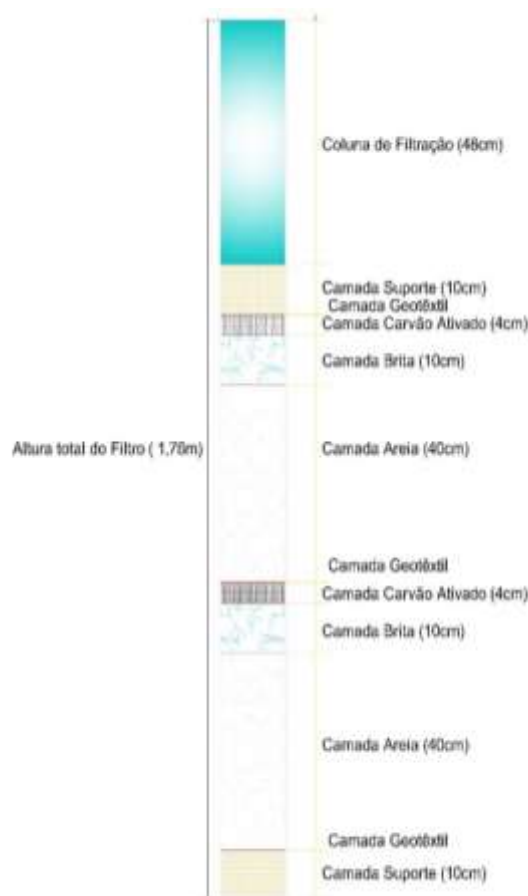 Coluna de Filtração (48cm)
Camada Suporte (10cm)
Camada Geotêxtil
Camada Carvão Ativado (4cm)
Camada Brita (10cm)
Altura total do Filtro ( 1,76m)
Camada Areia (40cm)
Camada Geotêxtil
Camada Carvão Ativado (4cm)
Camada Brita (10cm)
Camada Areia (40cm)
Camada Geotêxtil
Camada Suporte (10cm)